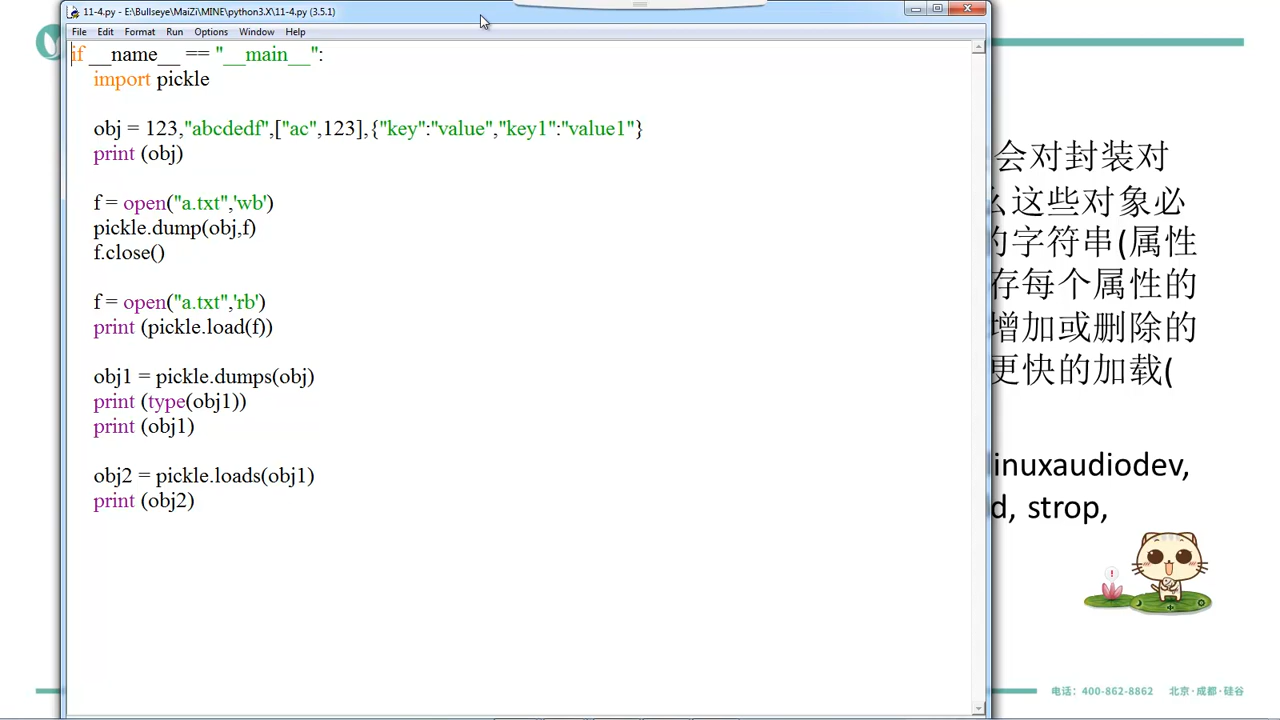 11-4.py - E:\Bullseye\MaiZi\MINE\python3.X\11-4.py (3.5.1)
File Edit Format Run Options Window Help
if __name__ == "__main__":
import pickle
obj = 123,"abcdedf",["ac",123],{"key":"value","key1":"value1"}
print (obj)
f = open("a.txt",'wb')
pickle.dump(obj,f)
f.close()
f = open("a.txt",'rb')
print (pickle.load(f))
obj1 = pickle.dumps(obj)
print (type(obj1))
print (obj1)
obj2 = pickle.loads(obj1)
print (obj2)
会对封装对
这些对象必
的字符串(属性
存每个属性的
增加或删除的
更快的加载(
inuxaudiodev,
d, strop,
电话：400-862-8862 北京·成都·硅谷